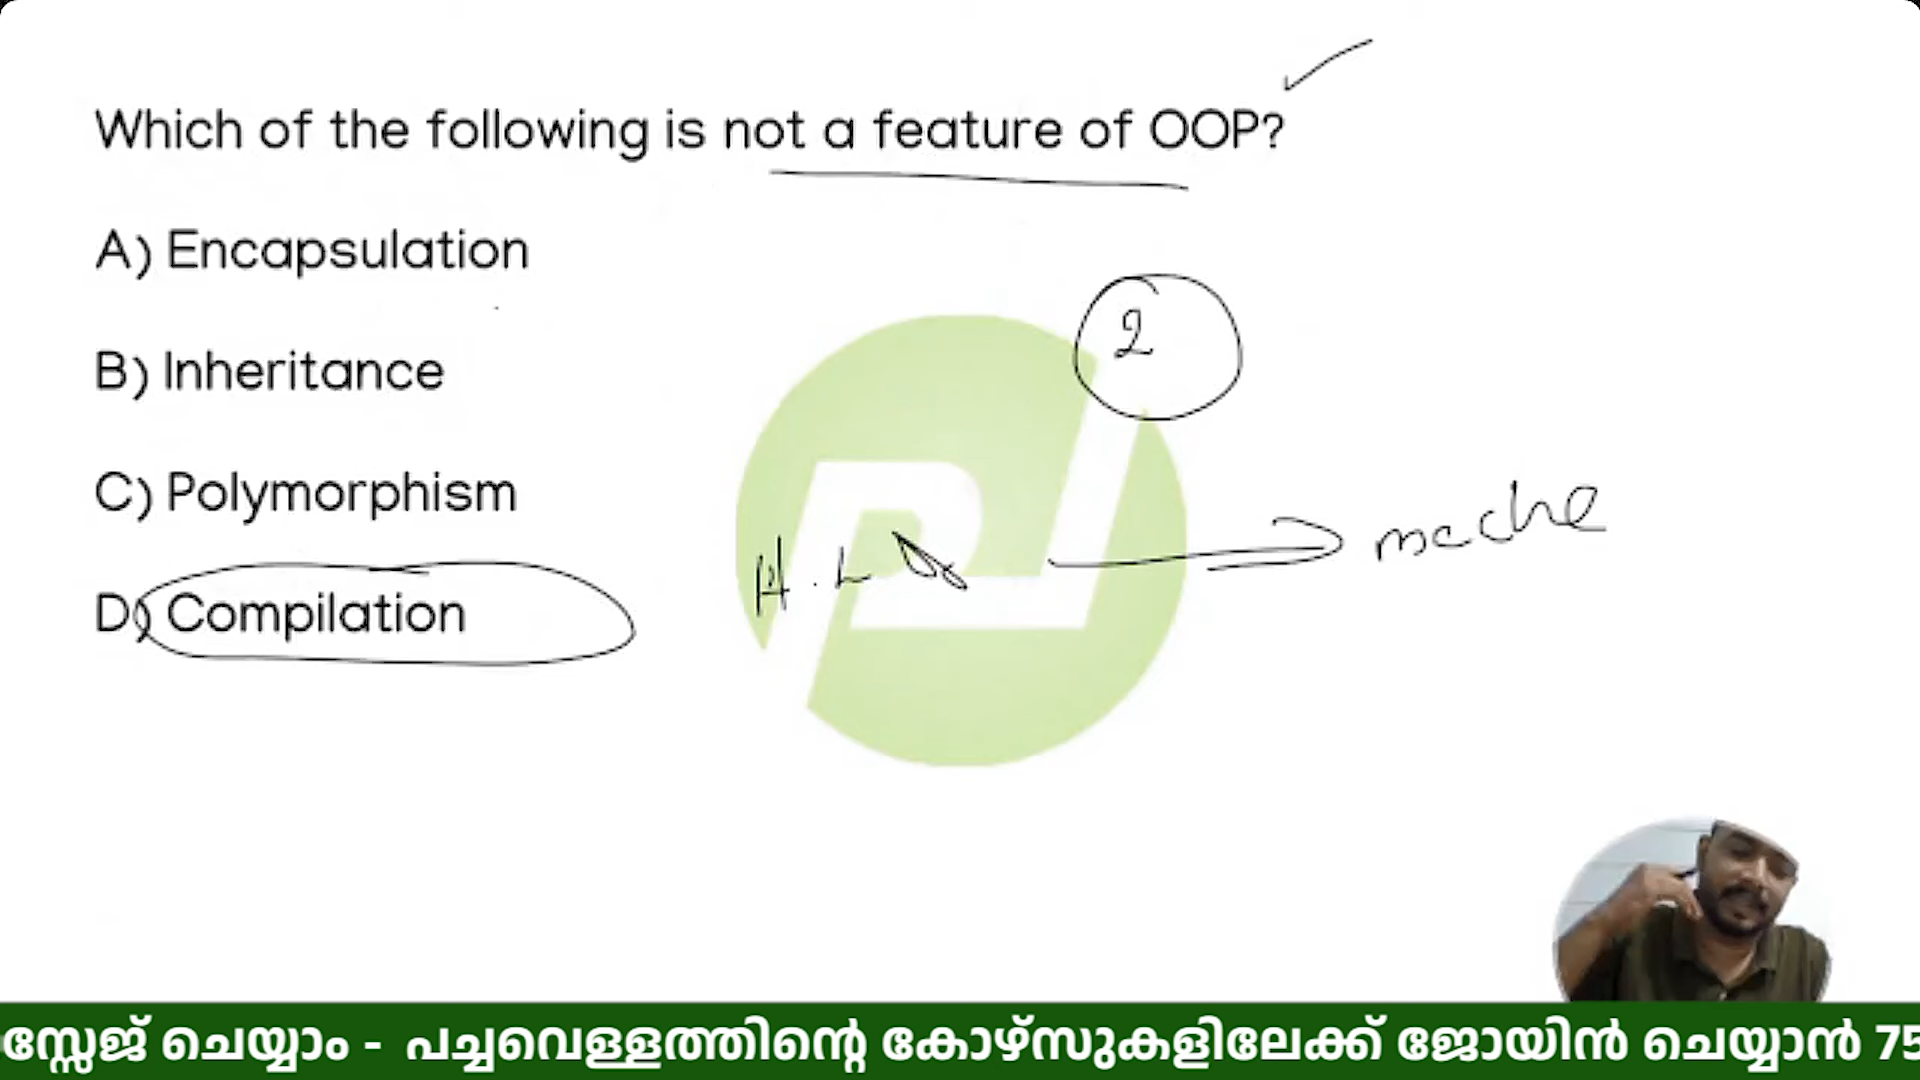 Which of the following is not a feature of OOP?
A) Encapsulation
2
B) Inheritance
C) Polymorphism
H.L
D) Compilation
സ്സേജ് ചെയ്യാം - പച്ചവെള്ളത്തിന്റെ കോഴ്സുകളിലേക്ക് ജോയിൻ ചെയ്യാൻ 75